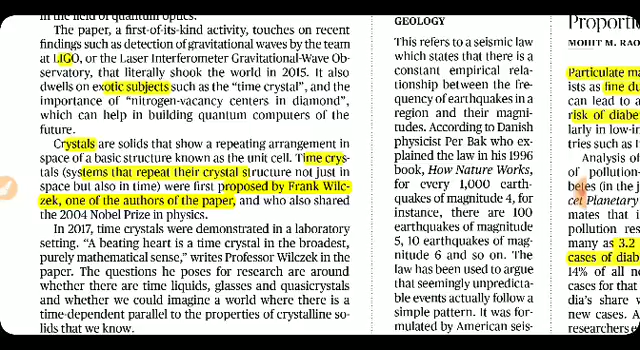 in the field of quantum optics.
The paper, a first-of-its-kind activity, touches on recent
findings such as detection of gravitational waves by the team
at LIGO, or the Laser Interferometer Gravitational-Wave Ob-
servatory, that literally shook the world in 2015. It also
dwells on exotic subjects such as the "time crystal", and the
importance of "nitrogen-vacancy centers in diamond",
which can help in building quantum computers of the
future.
Crystals are solids that show a repeating arrangement in
space of a basic structure known as the unit cell. Time crys-
tals (systems that repeat their crystal structure not just in
space but also in time) were first proposed by Frank Wilc-
zek, one of the authors of the paper, and who also shared
the 2004 Nobel Prize in physics.
In 2017, time crystals were demonstrated in a laboratory
setting. "A beating heart is a time crystal in the broadest,
purely mathematical sense," writes Professor Wilczek in the
paper. The questions he poses for research are around
whether there are time liquids, glasses and quasicrystals
and whether we could imagine a world where there is a
time-dependent parallel to the properties of crystalline so-
lids that we know.
GEOLOGY
This refers to a seismic law
which states that there is a
constant empirical rela-
tionship between the fre-
quency of earthquakes in a
region and their magni-
tudes. According to Danish
physicist Per Bak who ex-
plained the law in his 1996
book, How Nature Works,
for every 1,000 earth-
quakes of magnitude 4, for
instance, there are 100
earthquakes of magnitude
5, 10 earthquakes of mag-
nitude 6 and so on. The
law has been used to argue
that seemingly unpredicta-
ble events actually follow a
simple pattern. It was for-
mulated by American seis-
Proporti
MOHIT M. RAO
Particulate ma
ists as fine du
can lead to a
risk of diabe
larly in low-in
tries such as I
Analysis of
of pollution-
betes (in the j
cet Planetary
mates that i
pollution res
many as 3.2
cases of diab
14% of all ne
cases for that
dia's share w
new cases. A
researchers e